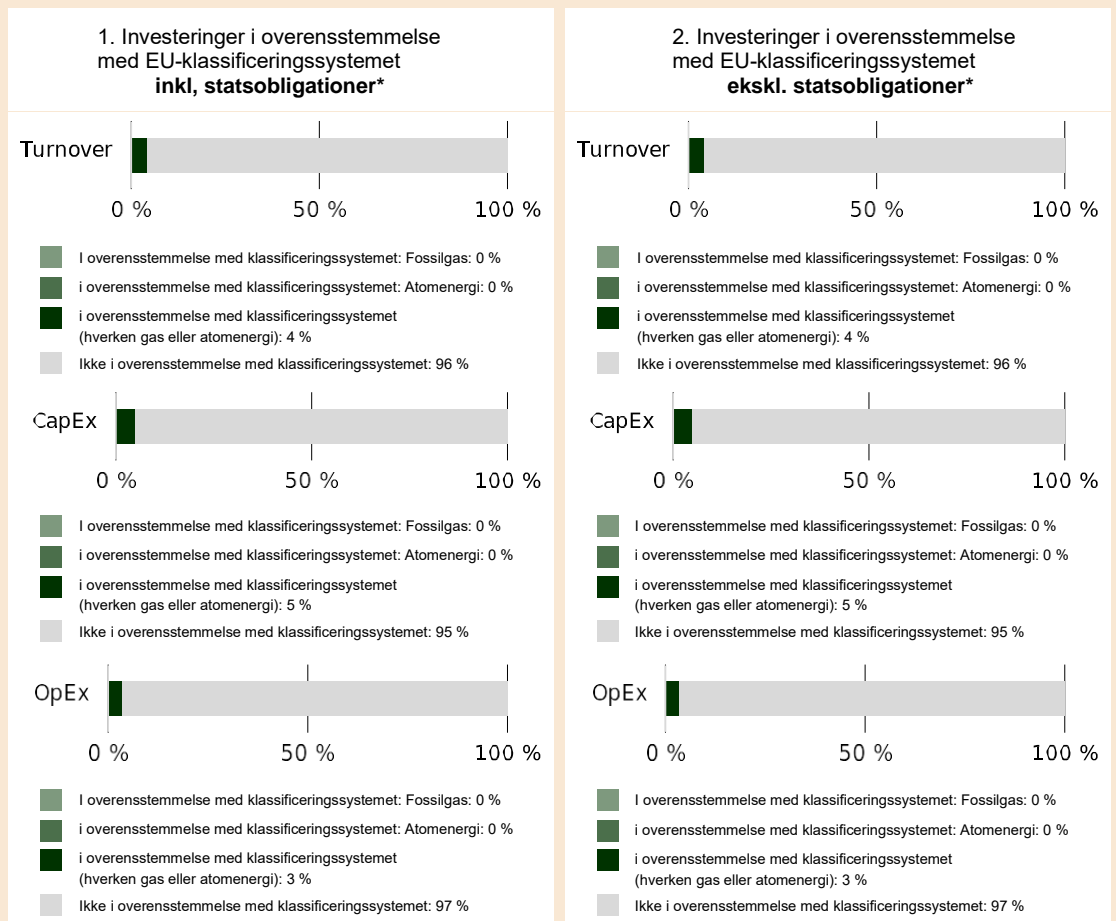 1. Investeringer i overensstemmelse
med EU-klassificeringssystemet
inkl, statsobligationer*
Turnover
0 % 50 % 100 %
I overensstemmelse med klassificeringssystemet: Fossilgas: 0 %
i overensstemmelse med klassificeringssystemet: Atomenergi: 0 %
i overensstemmelse med klassificeringssystemet
(hverken gas eller atomenergi): 4 %
Ikke i overensstemmelse med klassificeringssystemet: 96 %
CapEx
0 % 50 % 100 %
I overensstemmelse med klassificeringssystemet: Fossilgas: 0 %
i overensstemmelse med klassificeringssystemet: Atomenergi: 0 %
i overensstemmelse med klassificeringssystemet
(hverken gas eller atomenergi): 5 %
Ikke i overensstemmelse med klassificeringssystemet: 95 %
OpEx
0 % 50 % 100 %
I overensstemmelse med klassificeringssystemet: Fossilgas: 0 %
i overensstemmelse med klassificeringssystemet: Atomenergi: 0 %
i overensstemmelse med klassificeringssystemet
(hverken gas eller atomenergi): 3 %
Ikke i overensstemmelse med klassificeringssystemet: 97 %
2. Investeringer i overensstemmelse
med EU-klassificeringssystemet
ekskl. statsobligationer*
Turnover
0 % 50 % 100 %
I overensstemmelse med klassificeringssystemet: Fossilgas: 0 %
i overensstemmelse med klassificeringssystemet: Atomenergi: 0 %
i overensstemmelse med klassificeringssystemet
(hverken gas eller atomenergi): 4 %
Ikke i overensstemmelse med klassificeringssystemet: 96 %
CapEx
0 % 50 % 100 %
I overensstemmelse med klassificeringssystemet: Fossilgas: 0 %
i overensstemmelse med klassificeringssystemet: Atomenergi: 0 %
i overensstemmelse med klassificeringssystemet
(hverken gas eller atomenergi): 5 %
Ikke i overensstemmelse med klassificeringssystemet: 95 %
OpEx
0 % 50 % 100 %
I overensstemmelse med klassificeringssystemet: Fossilgas: 0 %
i overensstemmelse med klassificeringssystemet: Atomenergi: 0 %
i overensstemmelse med klassificeringssystemet
(hverken gas eller atomenergi): 3 %
Ikke i overensstemmelse med klassificeringssystemet: 97 %